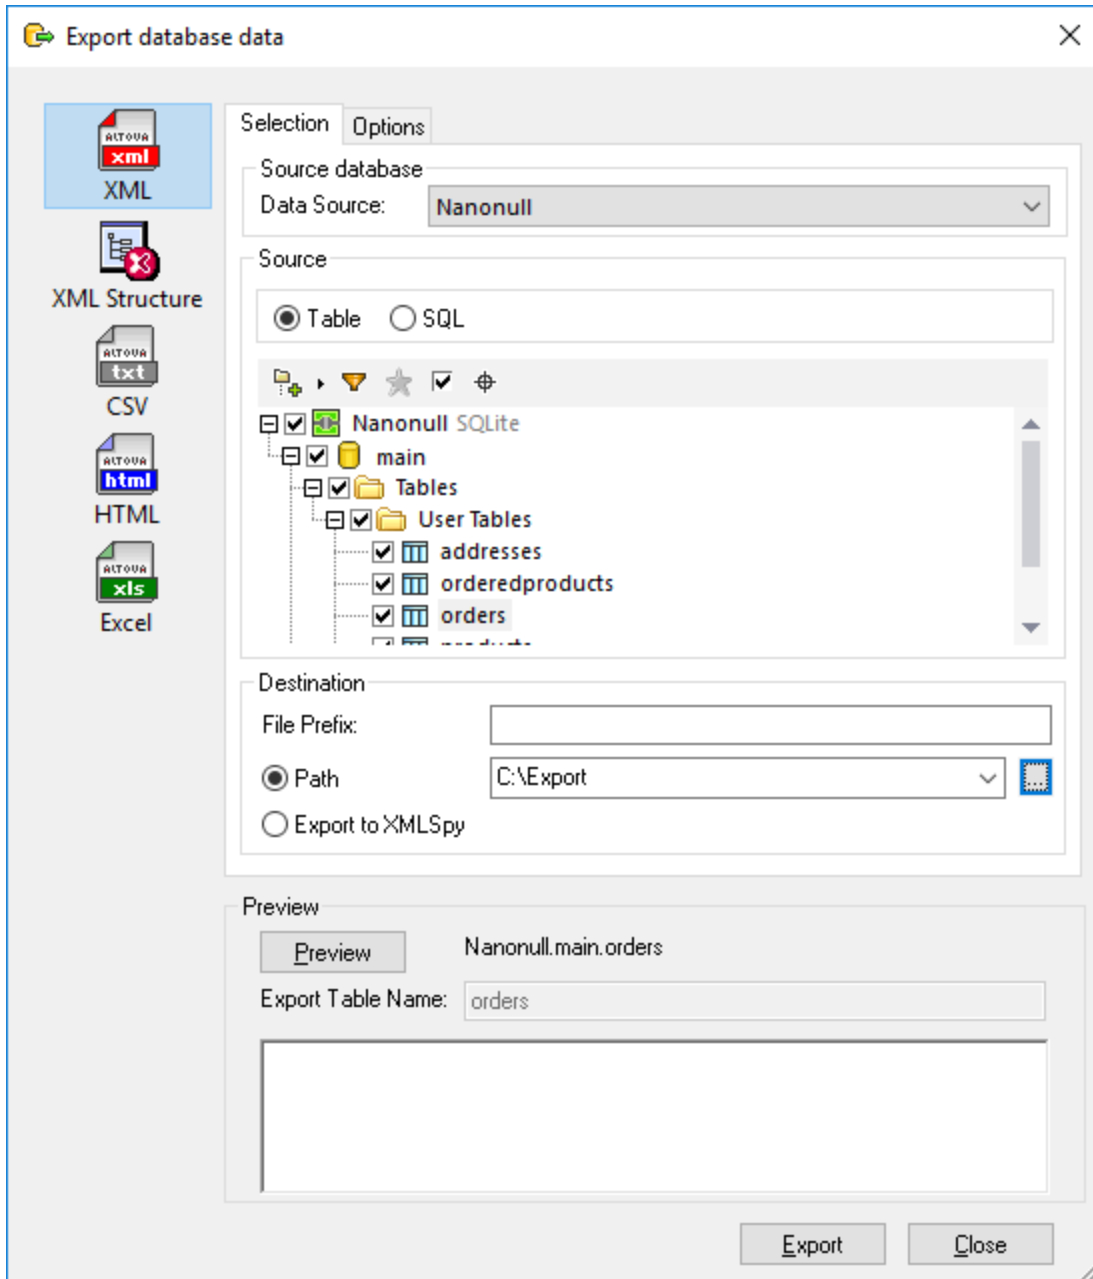 Export database data
ALTOVA
xml
XML
XML Structure
ALTOVA
txt
CSV
ALTOVA
html
HTML
ALTOVA
xls
Excel
Selection
Options
Source database
Data Source:
Nanonull
Source
Table
SQL
Nanonull SQLite
main
Tables
User Tables
addresses
orderedproducts
orders
products
Destination
File Prefix:
Path
C:\Export
...
Export to XMLSpy
Preview
Preview
Nanonull.main.orders
Export Table Name:
orders
Export
Close